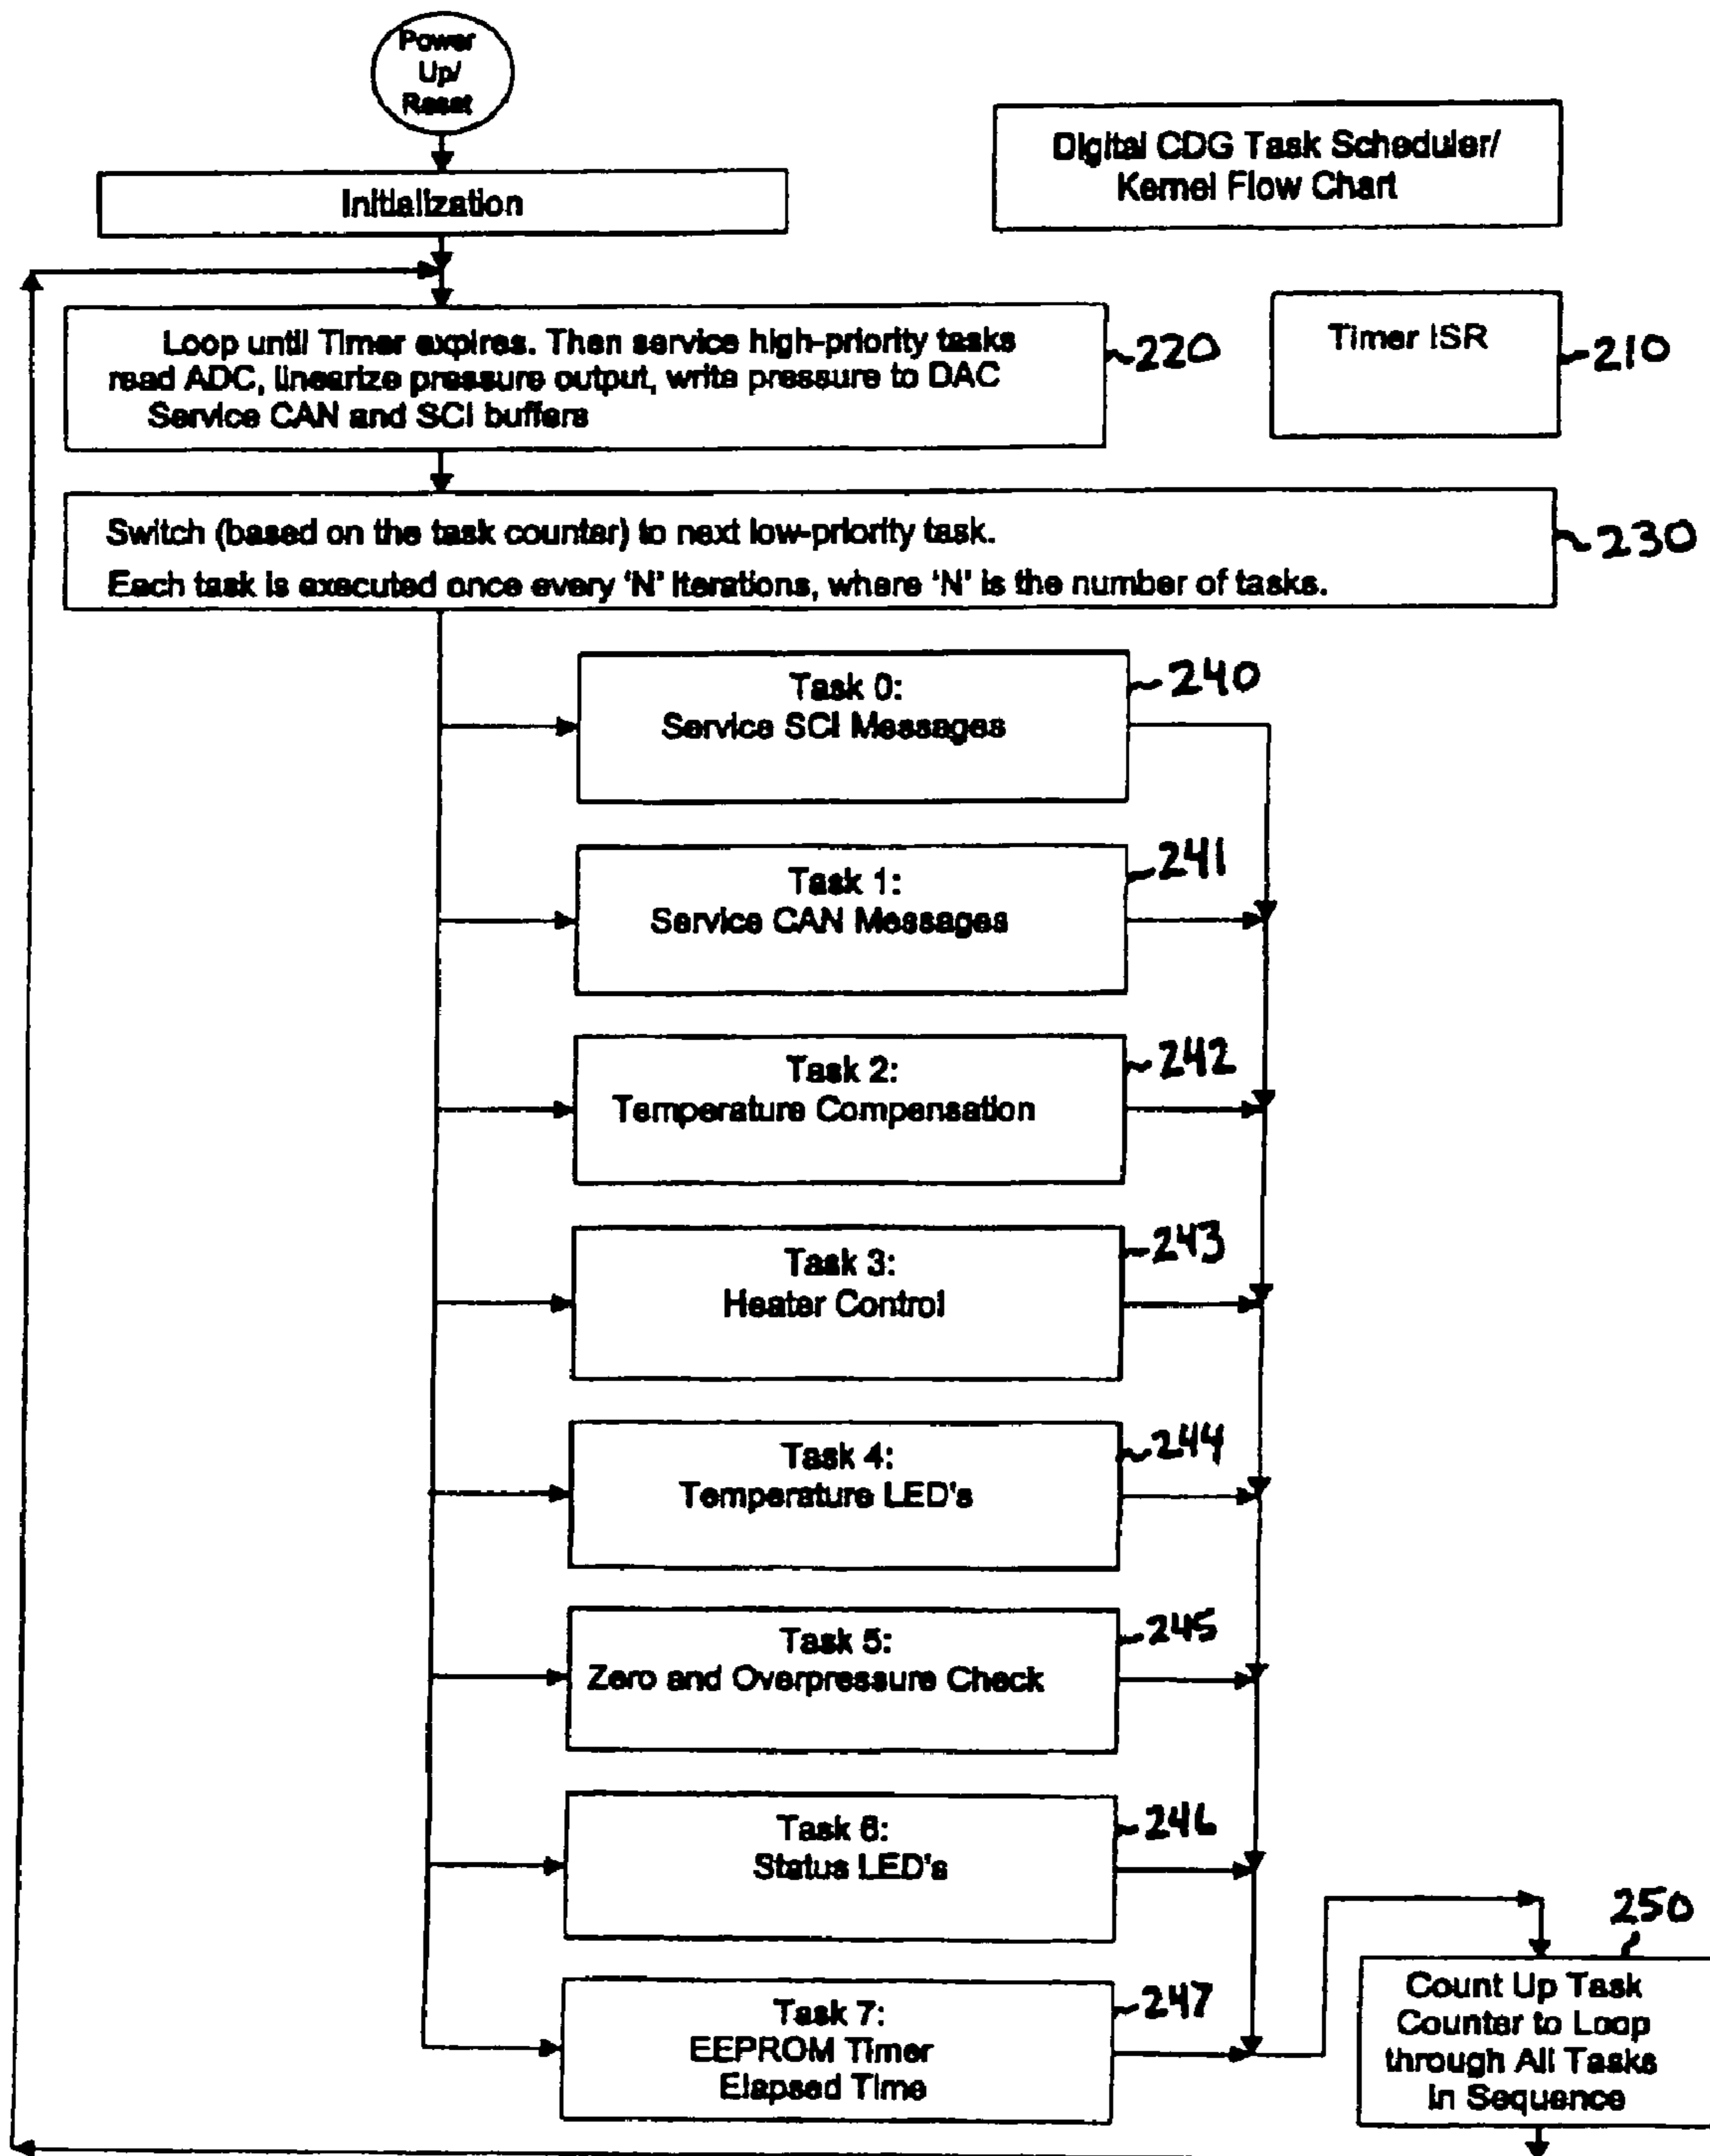 Power
Up/
Reset
Digital CDG Task Scheduler/
Kernel Flow Chart
Initialization
Loop until Timer expires. Then service high-priority tasks
read ADC, linearize pressure output, write pressure to DAC
Service CAN and SCI buffers
220
Timer ISR
210
Switch (based on the task counter) to next low-priority task.
Each task is executed once every 'N' Iterations, where 'N' is the number of tasks.
230
Task 0:
Service SCI Messages
240
Task 1:
Service CAN Messages
241
Task 2:
Temperature Compensation
242
Task 3:
Heater Control
243
Task 4:
Temperature LED's
244
Task 5:
Zero and Overpressure Check
245
Task 6:
Status LED's
246
Task 7:
EEPROM Timer
Elapsed Time
247
250
Count Up Task
Counter to Loop
through All Tasks
in Sequence